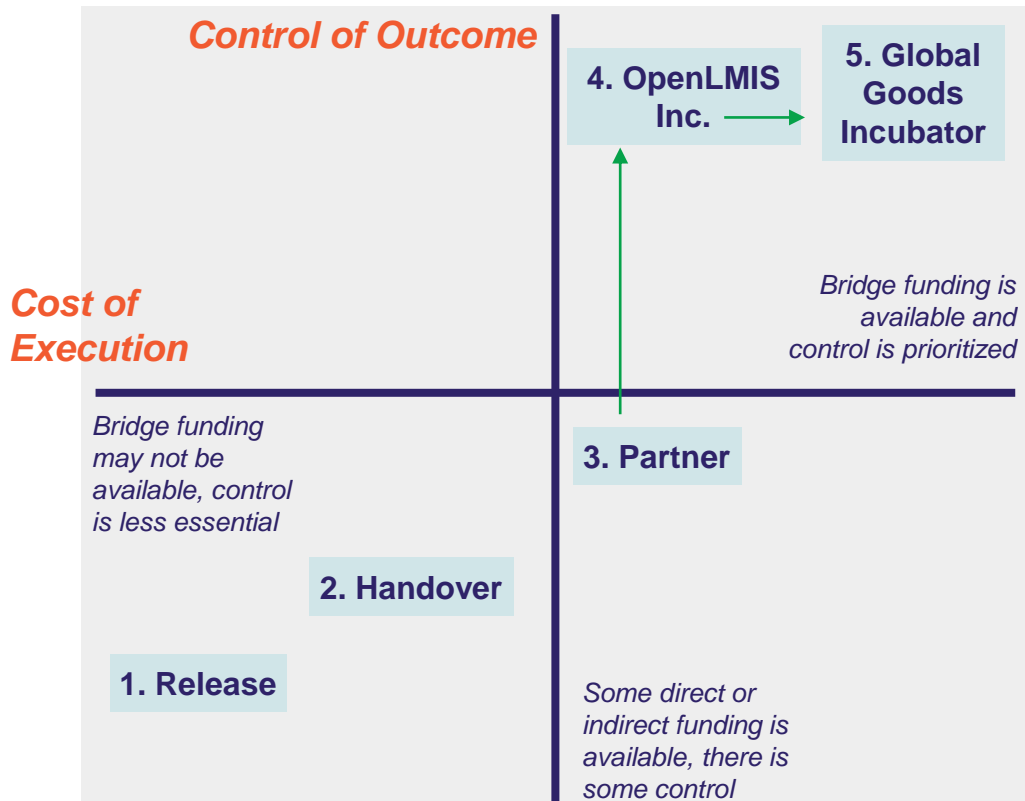 Control of Outcome
4. OpenLMIS
Inc.
5. Global
Goods
Incubator
Cost of
Execution
Bridge funding is
available and
control is prioritized
Bridge funding
may not be
available, control
is less essential
3. Partner
2. Handover
1. Release
Some direct or
indirect funding is
available, there is
some control